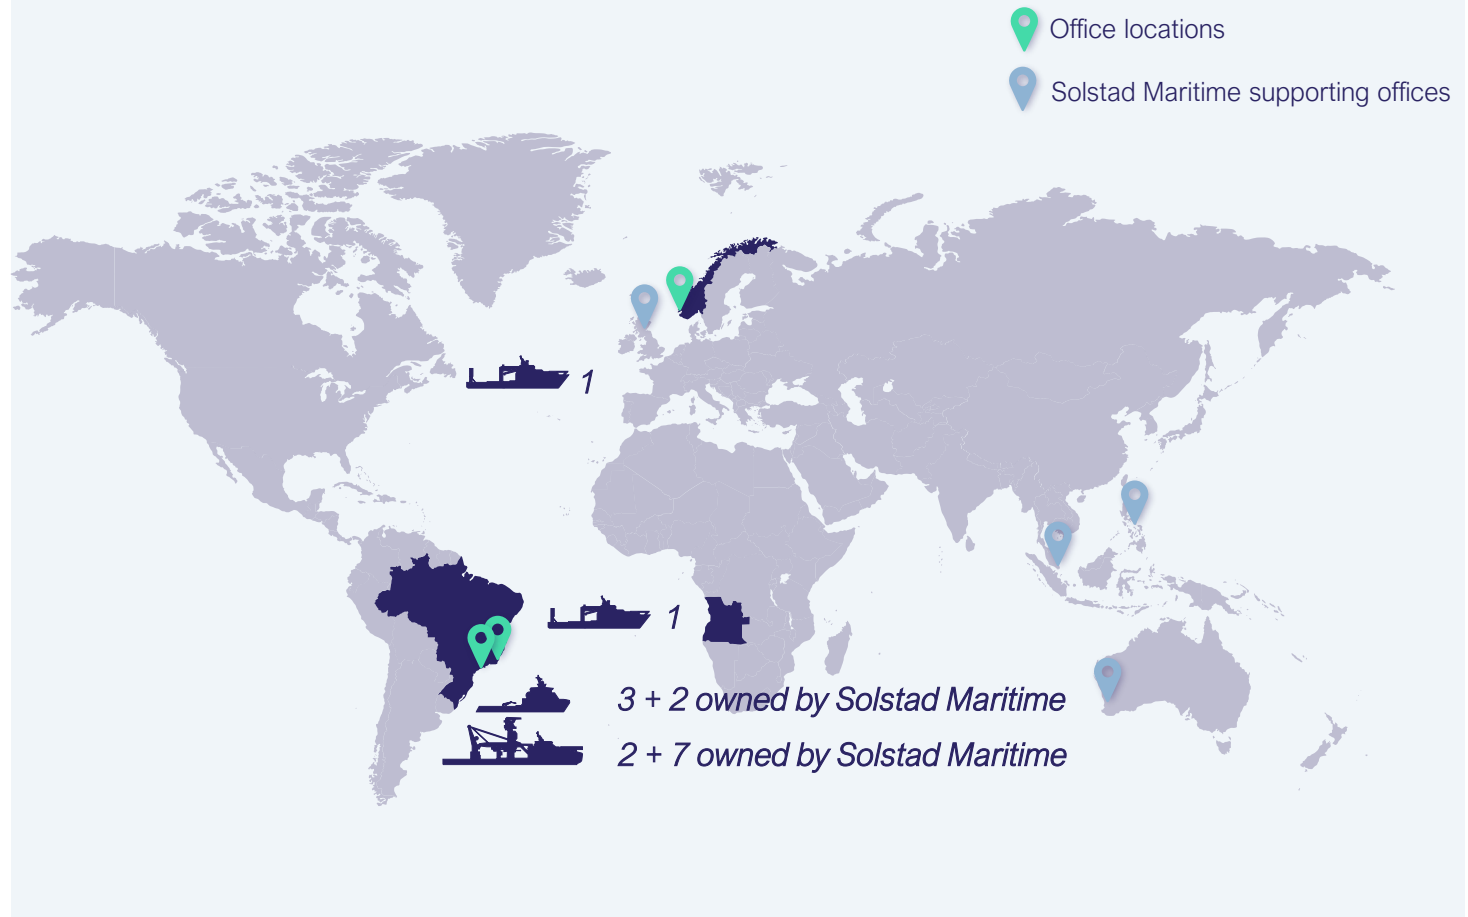 Office locations
Solstad Maritime supporting offices
1
1
3 + 2 owned by Solstad Maritime
2 + 7 owned by Solstad Maritime